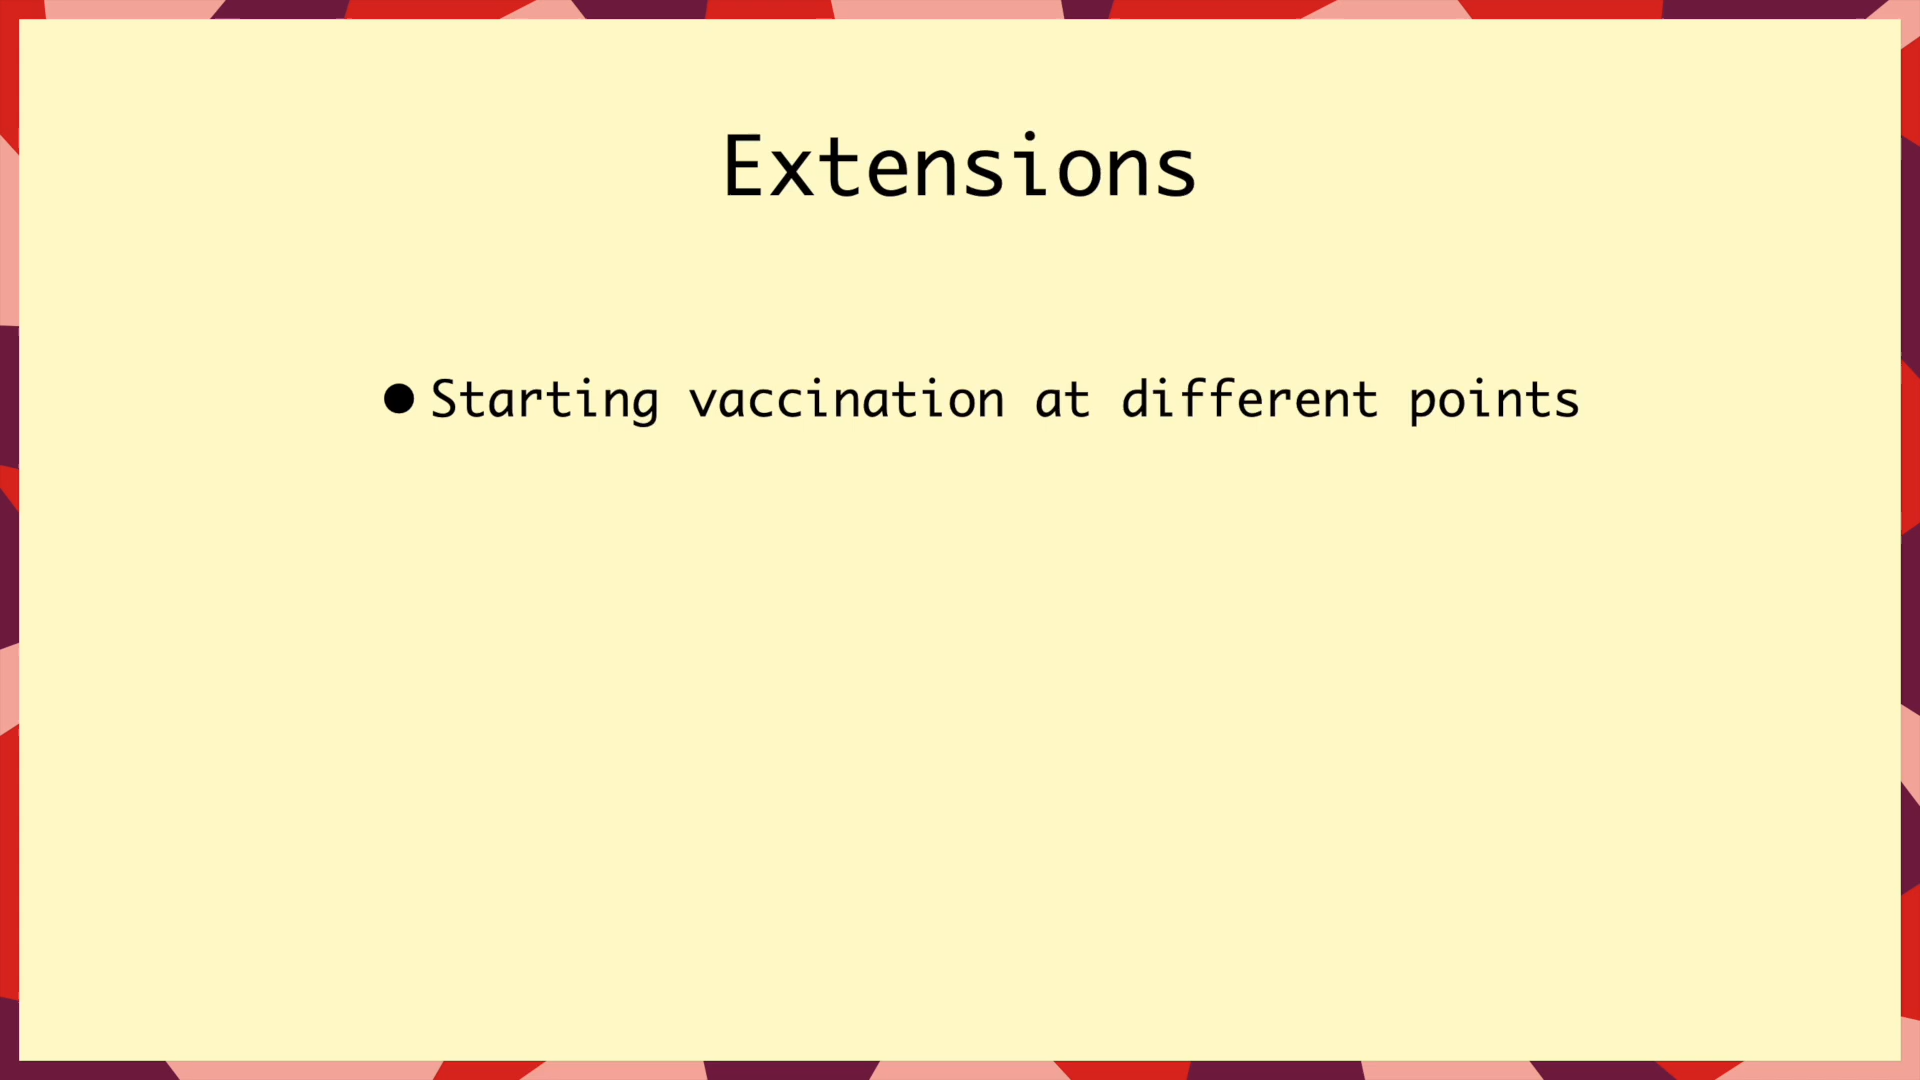 Extensions
● Starting vaccination at different points